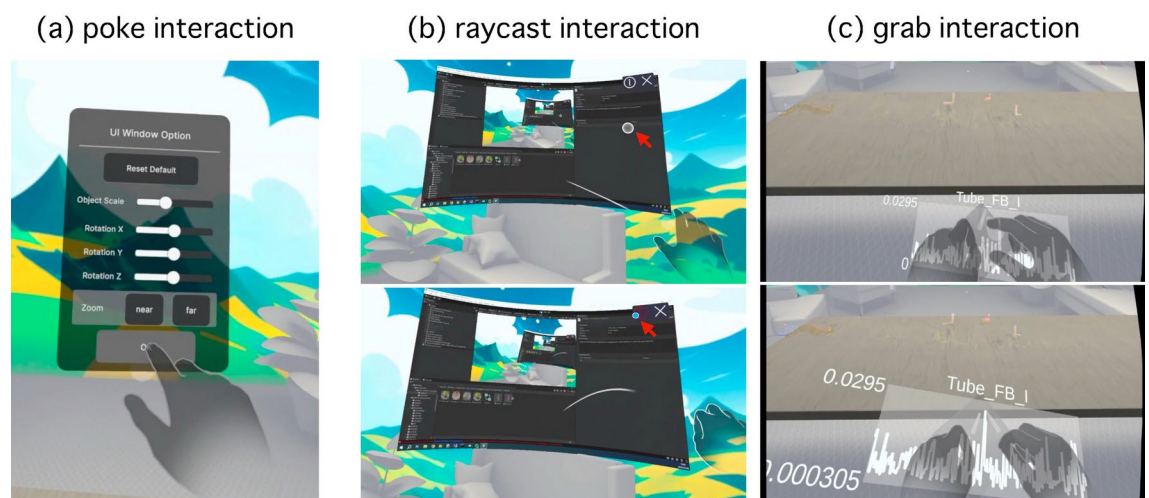 (a) poke interaction
(b) raycast interaction
(c) grab interaction
UI Window Option
Reset Default
Object Scale
Rotation X
Rotation Y
Rotation Z
Zoom near far
Tube_FB_I
0.0295
0
Tube_FB_I
0.0295
0.000305